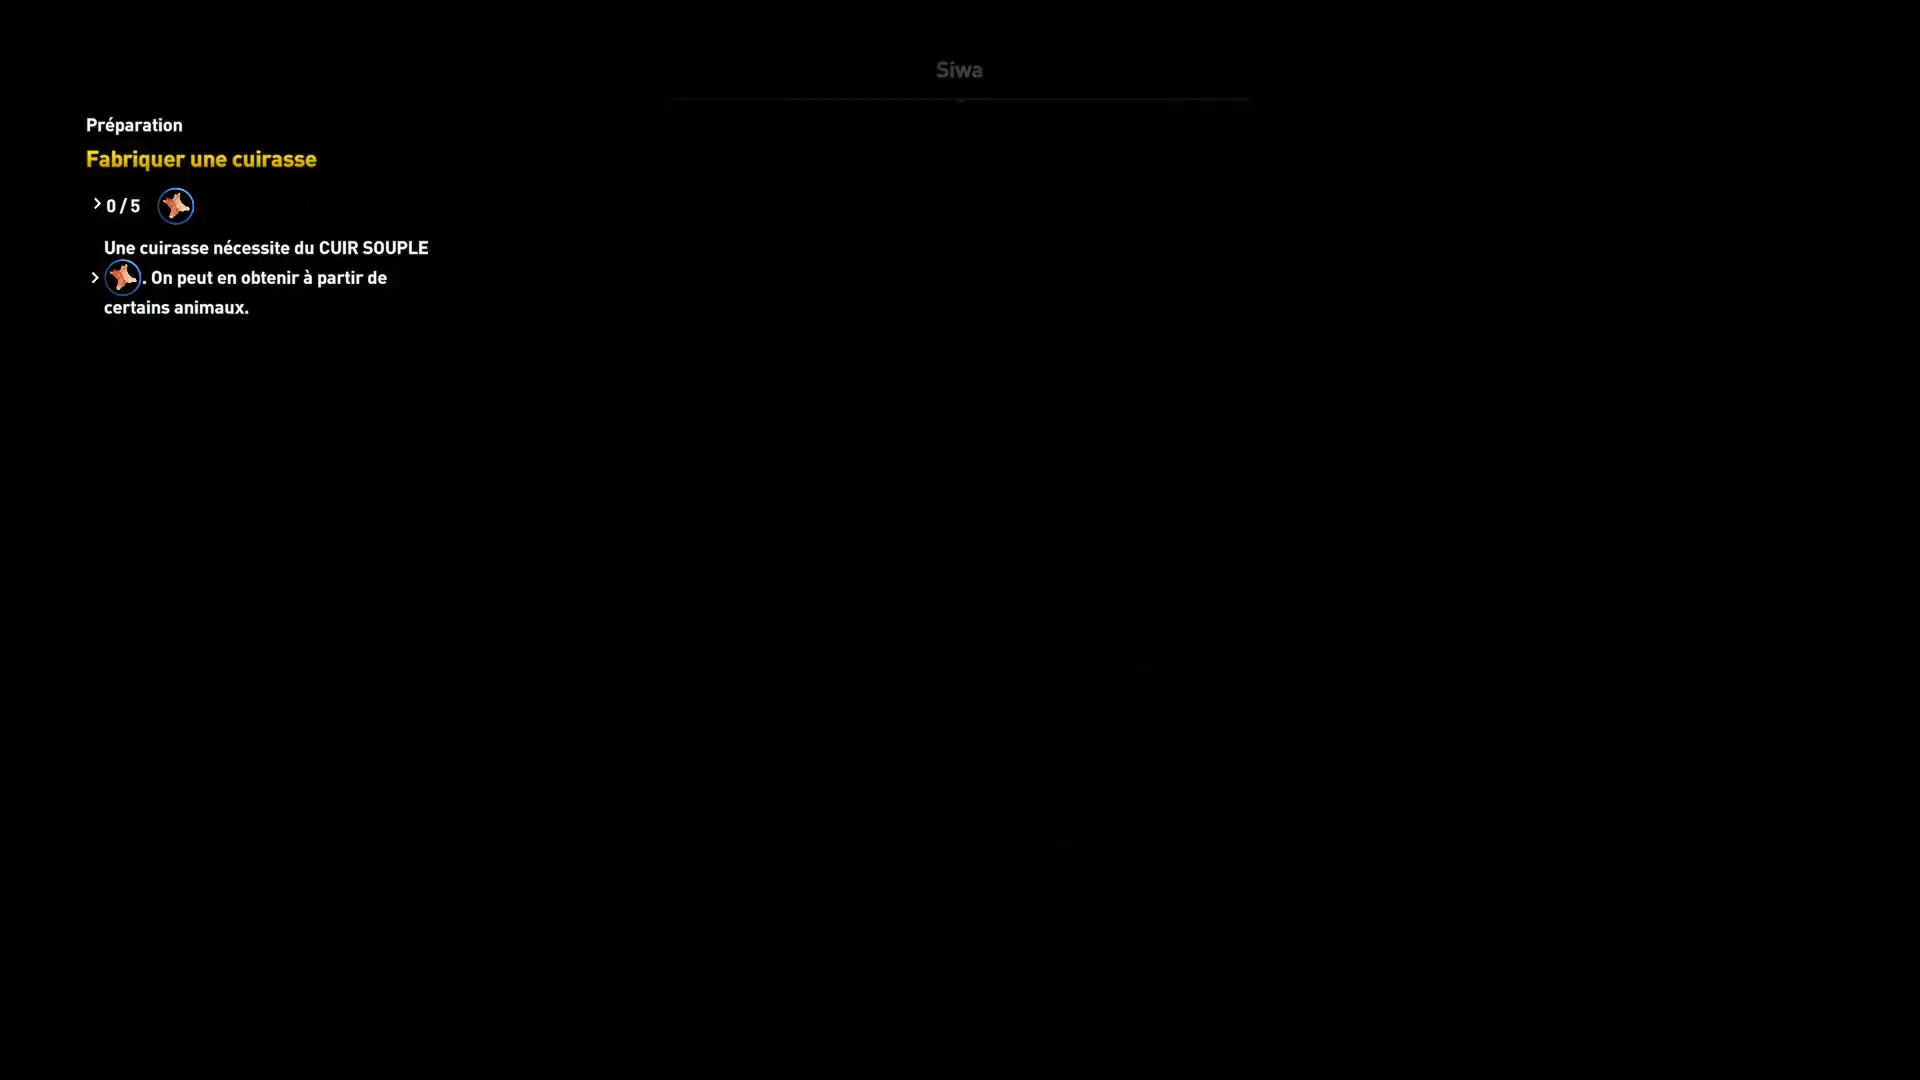 Siwa
Préparation
Fabriquer une cuirasse
> 0 / 5
Une cuirasse nécessite du CUIR SOUPLE
> . On peut en obtenir à partir de
certains animaux.